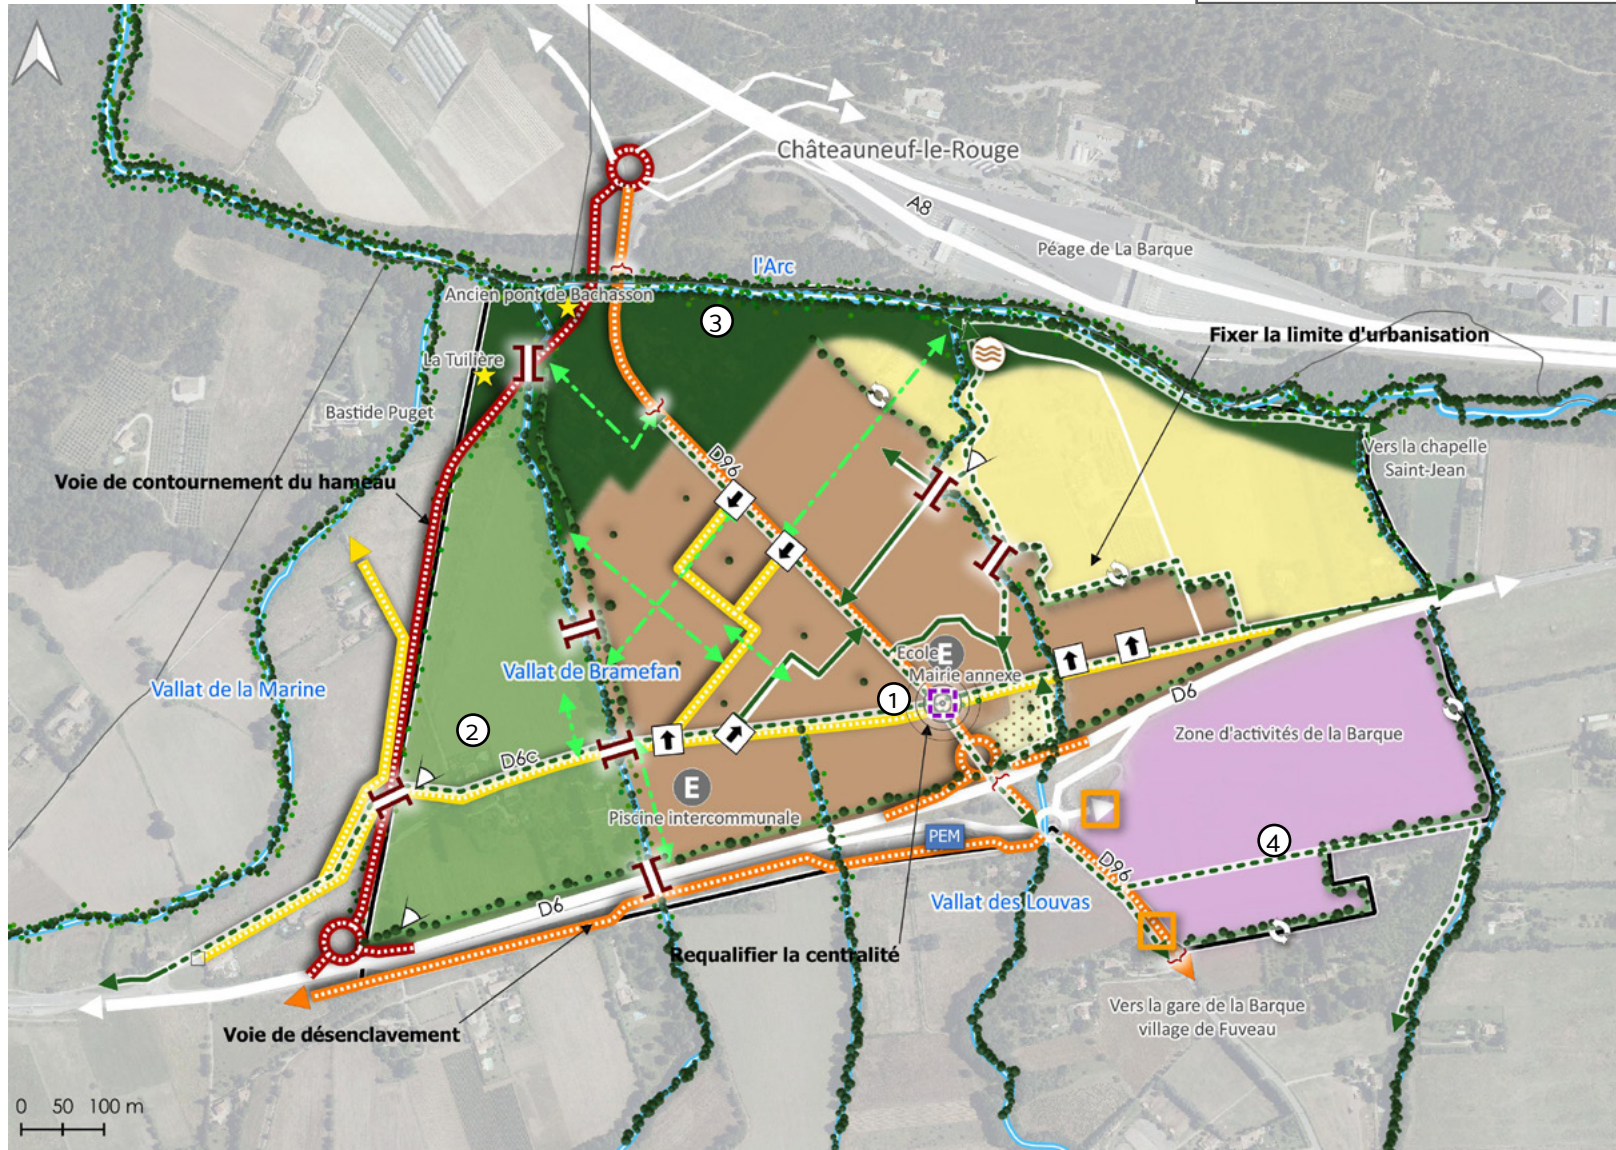 Châteauneuf-le-Rouge
A8
Péage de La Barque
l'Arc
Ancien pont de Bachasson
3
Fixer la limite d'urbanisation
La Tuilière
Bastide Puget
Vers la chapelle
Saint-Jean
D96
Voie de contournement du hameau
Ecole
E
Mairie annexe
Vallat de Bramefan
Vallat de la Marine
1
D6
2
Zone d'activités de la Barque
D6c
E
Piscine intercommunale
PEM
4
D96
D6
Vallat des Louvas
Requalifier la centralité
Vers la gare de la Barque
village de Fuveau
Voie de désenclavement
0 50 100 m